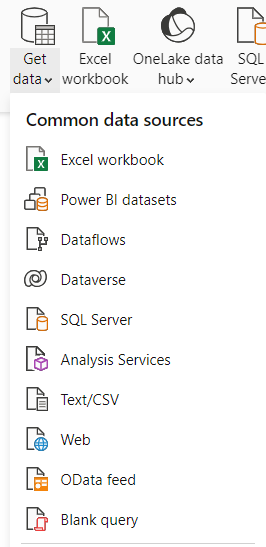 Get data
Excel workbook
OneLake data hub
SQL Serve
Common data sources
Excel workbook
Power BI datasets
Dataflows
Dataverse
SQL Server
Analysis Services
Text/CSV
Web
OData feed
Blank query